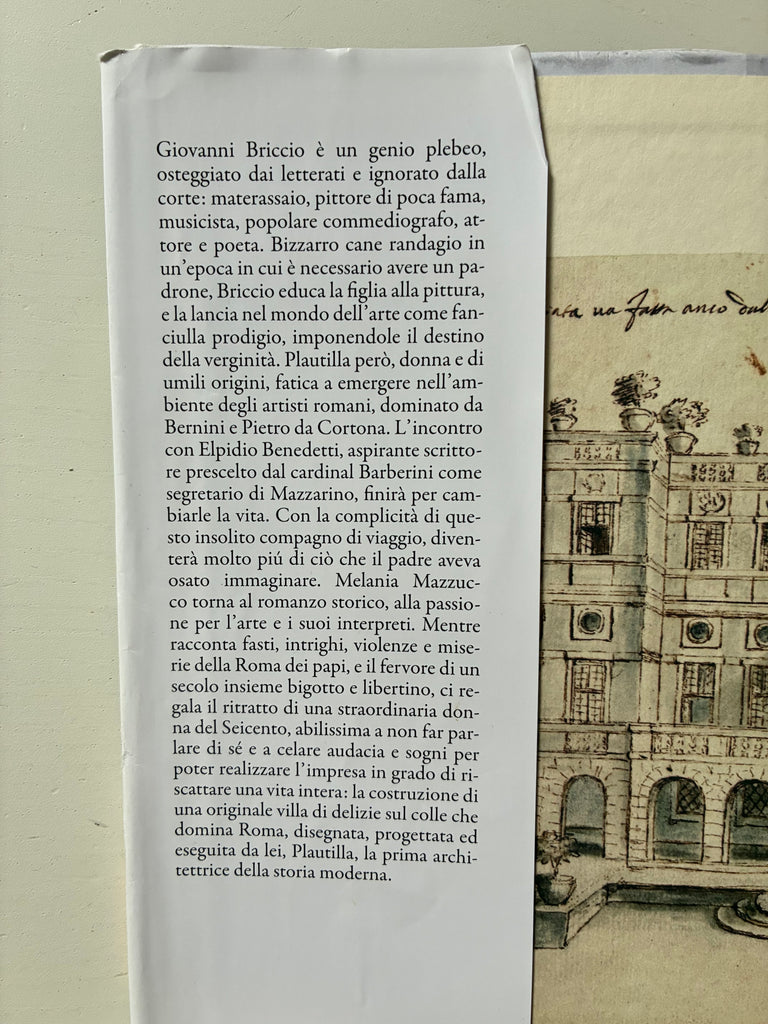 Giovanni Briccio è un genio plebeo,
osteggiato dai letterati e ignorato dalla
corte: materassaio, pittore di poca fama,
musicista, popolare commediografo, at-
tore e poeta. Bizzarro cane randagio in
un'epoca in cui è necessario avere un pa-
drone, Briccio educa la figlia alla pittura,
e la lancia nel mondo dell'arte come fan-
ciulla prodigio, imponendole il destino
della verginità. Plautilla però, donna e di
umili origini, fatica a emergere nell'am-
biente degli artisti romani, dominato da
Bernini e Pietro da Cortona. L'incontro
con Elpidio Benedetti, aspirante scritto-
re prescelto dal cardinal Barberini come
segretario di Mazzarino, finirà per cam-
biarle la vita. Con la complicità di que-
sto insolito compagno di viaggio, diven-
terà molto piú di ciò che il padre aveva
osato immaginare. Melania Mazzuc-
co torna al romanzo storico, alla passio-
ne per l'arte e i suoi interpreti. Mentre
racconta fasti, intrighi, violenze e mise-
rie della Roma dei papi, e il fervore di un
secolo insieme bigotto e libertino, ci re-
gala il ritratto di una straordinaria don-
na del Seicento, abilissima a non far par-
lare di sé e a celare audacia e sogni per
poter realizzare l'impresa in grado di ri-
scattare una vita intera: la costruzione di
una originale villa di delizie sul colle che
domina Roma, disegnata, progettata ed
eseguita da lei, Plautilla, la prima archi-
tettrice della storia moderna.